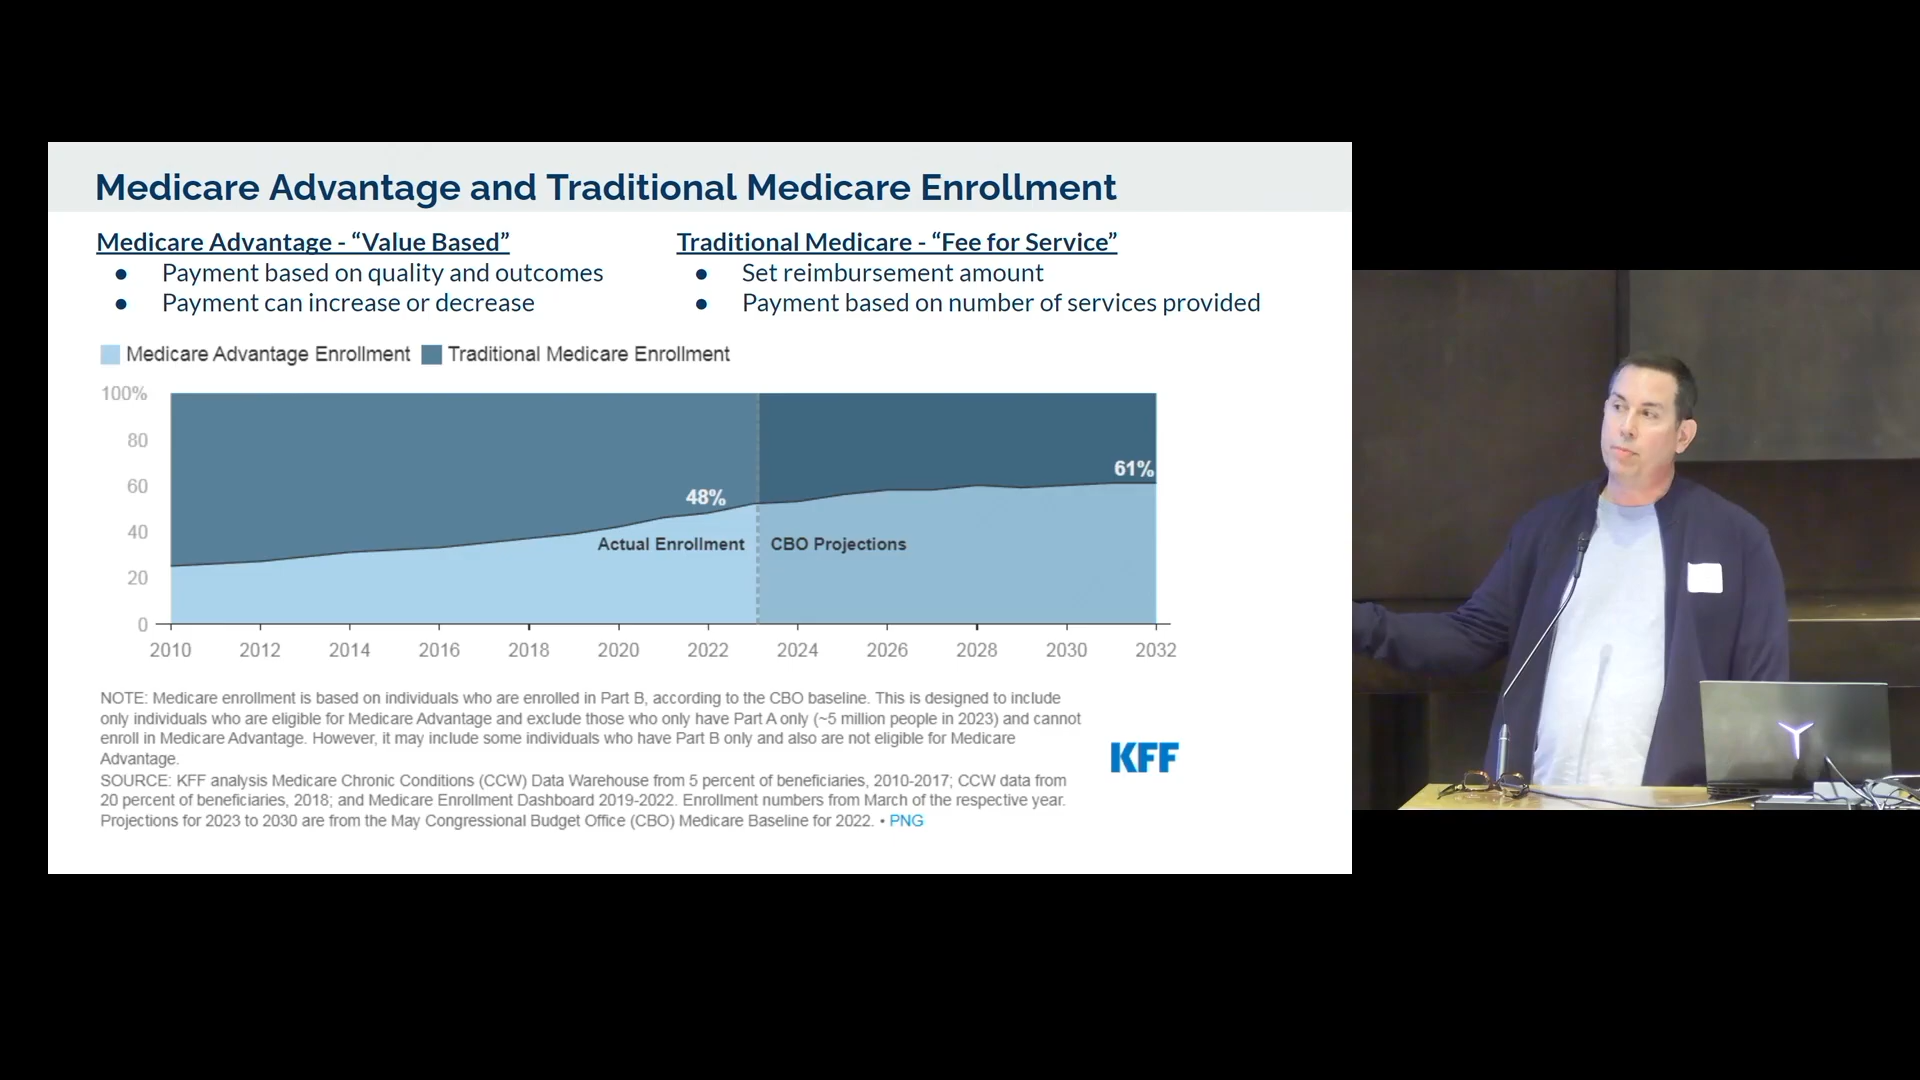 Medicare Advantage and Traditional Medicare Enrollment
Medicare Advantage - “Value Based”
● Payment based on quality and outcomes
● Payment can increase or decrease
Traditional Medicare - “Fee for Service”
● Set reimbursement amount
● Payment based on number of services provided
Medicare Advantage Enrollment Traditional Medicare Enrollment
100%
80
60
40
20
0
48%
61%
Actual Enrollment
CBO Projections
2010 2012 2014 2016 2018 2020 2022 2024 2026 2028 2030 2032
NOTE: Medicare enrollment is based on individuals who are enrolled in Part B, according to the CBO baseline. This is designed to include
only individuals who are eligible for Medicare Advantage and exclude those who only have Part A only (~5 million people in 2023) and cannot
enroll in Medicare Advantage. However, it may include some individuals who have Part B only and also are not eligible for Medicare
Advantage.
SOURCE: KFF analysis Medicare Chronic Conditions (CCW) Data Warehouse from 5 percent of beneficiaries, 2010-2017; CCW data from
20 percent of beneficiaries, 2018; and Medicare Enrollment Dashboard 2019-2022. Enrollment numbers from March of the respective year.
Projections for 2023 to 2030 are from the May Congressional Budget Office (CBO) Medicare Baseline for 2022. • PNG
KFF